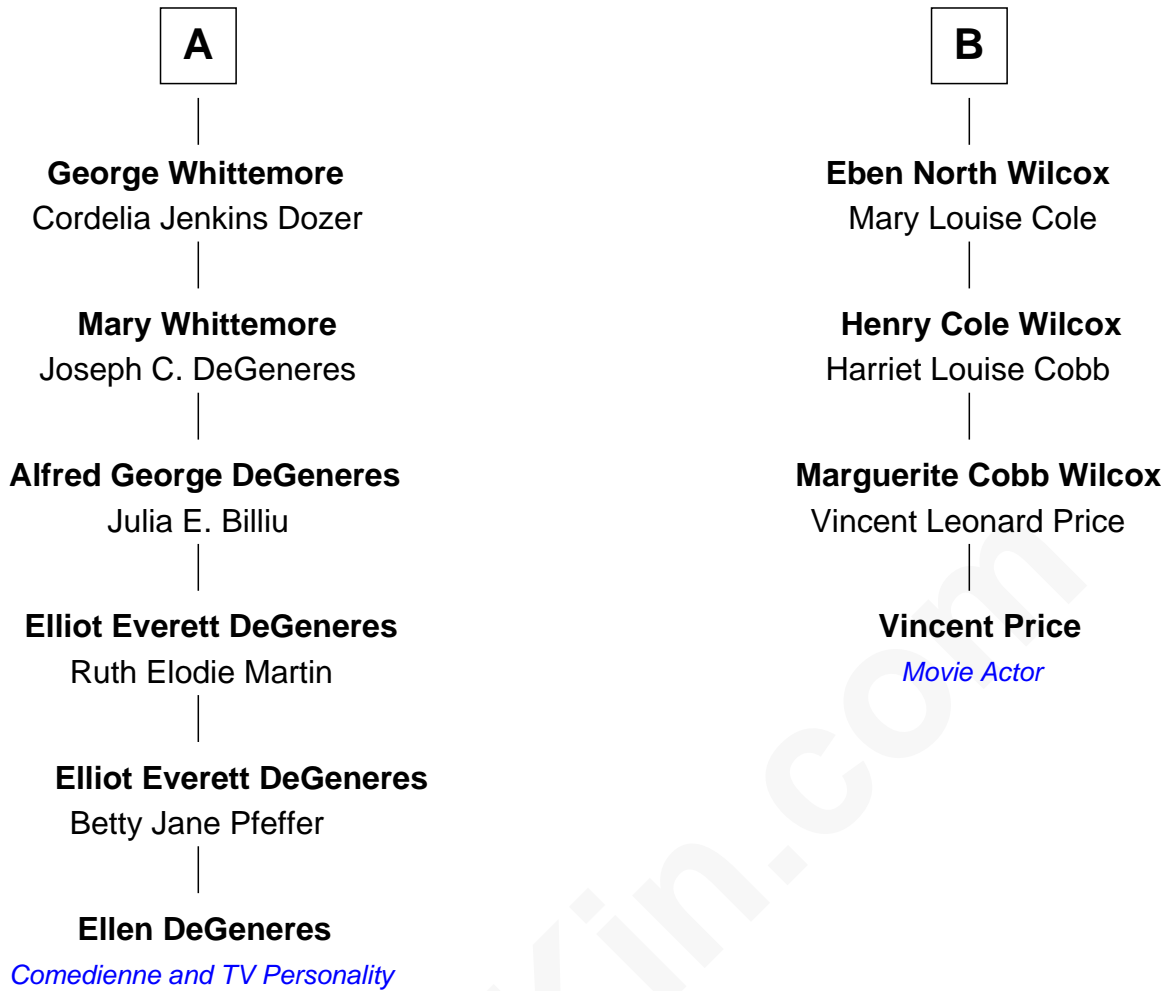 A
George Whittemore
Cordelia Jenkins Dozer
Mary Whittemore
Joseph C. DeGeneres
Alfred George DeGeneres
Julia E. Billiu
Elliot Everett DeGeneres
Ruth Elodie Martin
Elliot Everett DeGeneres
Betty Jane Pfeffer
Ellen DeGeneres
Comedienne and TV Personality
B
Eben North Wilcox
Mary Louise Cole
Henry Cole Wilcox
Harriet Louise Cobb
Marguerite Cobb Wilcox
Vincent Leonard Price
Vincent Price
Movie Actor